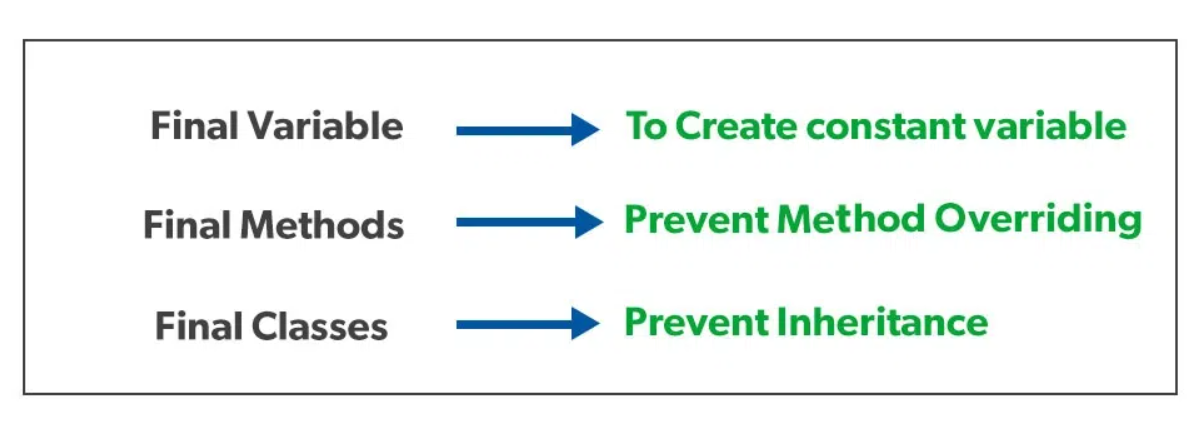 Final Variable To Create constant variable
Final Methods Prevent Method Overriding
Final Classes Prevent Inheritance